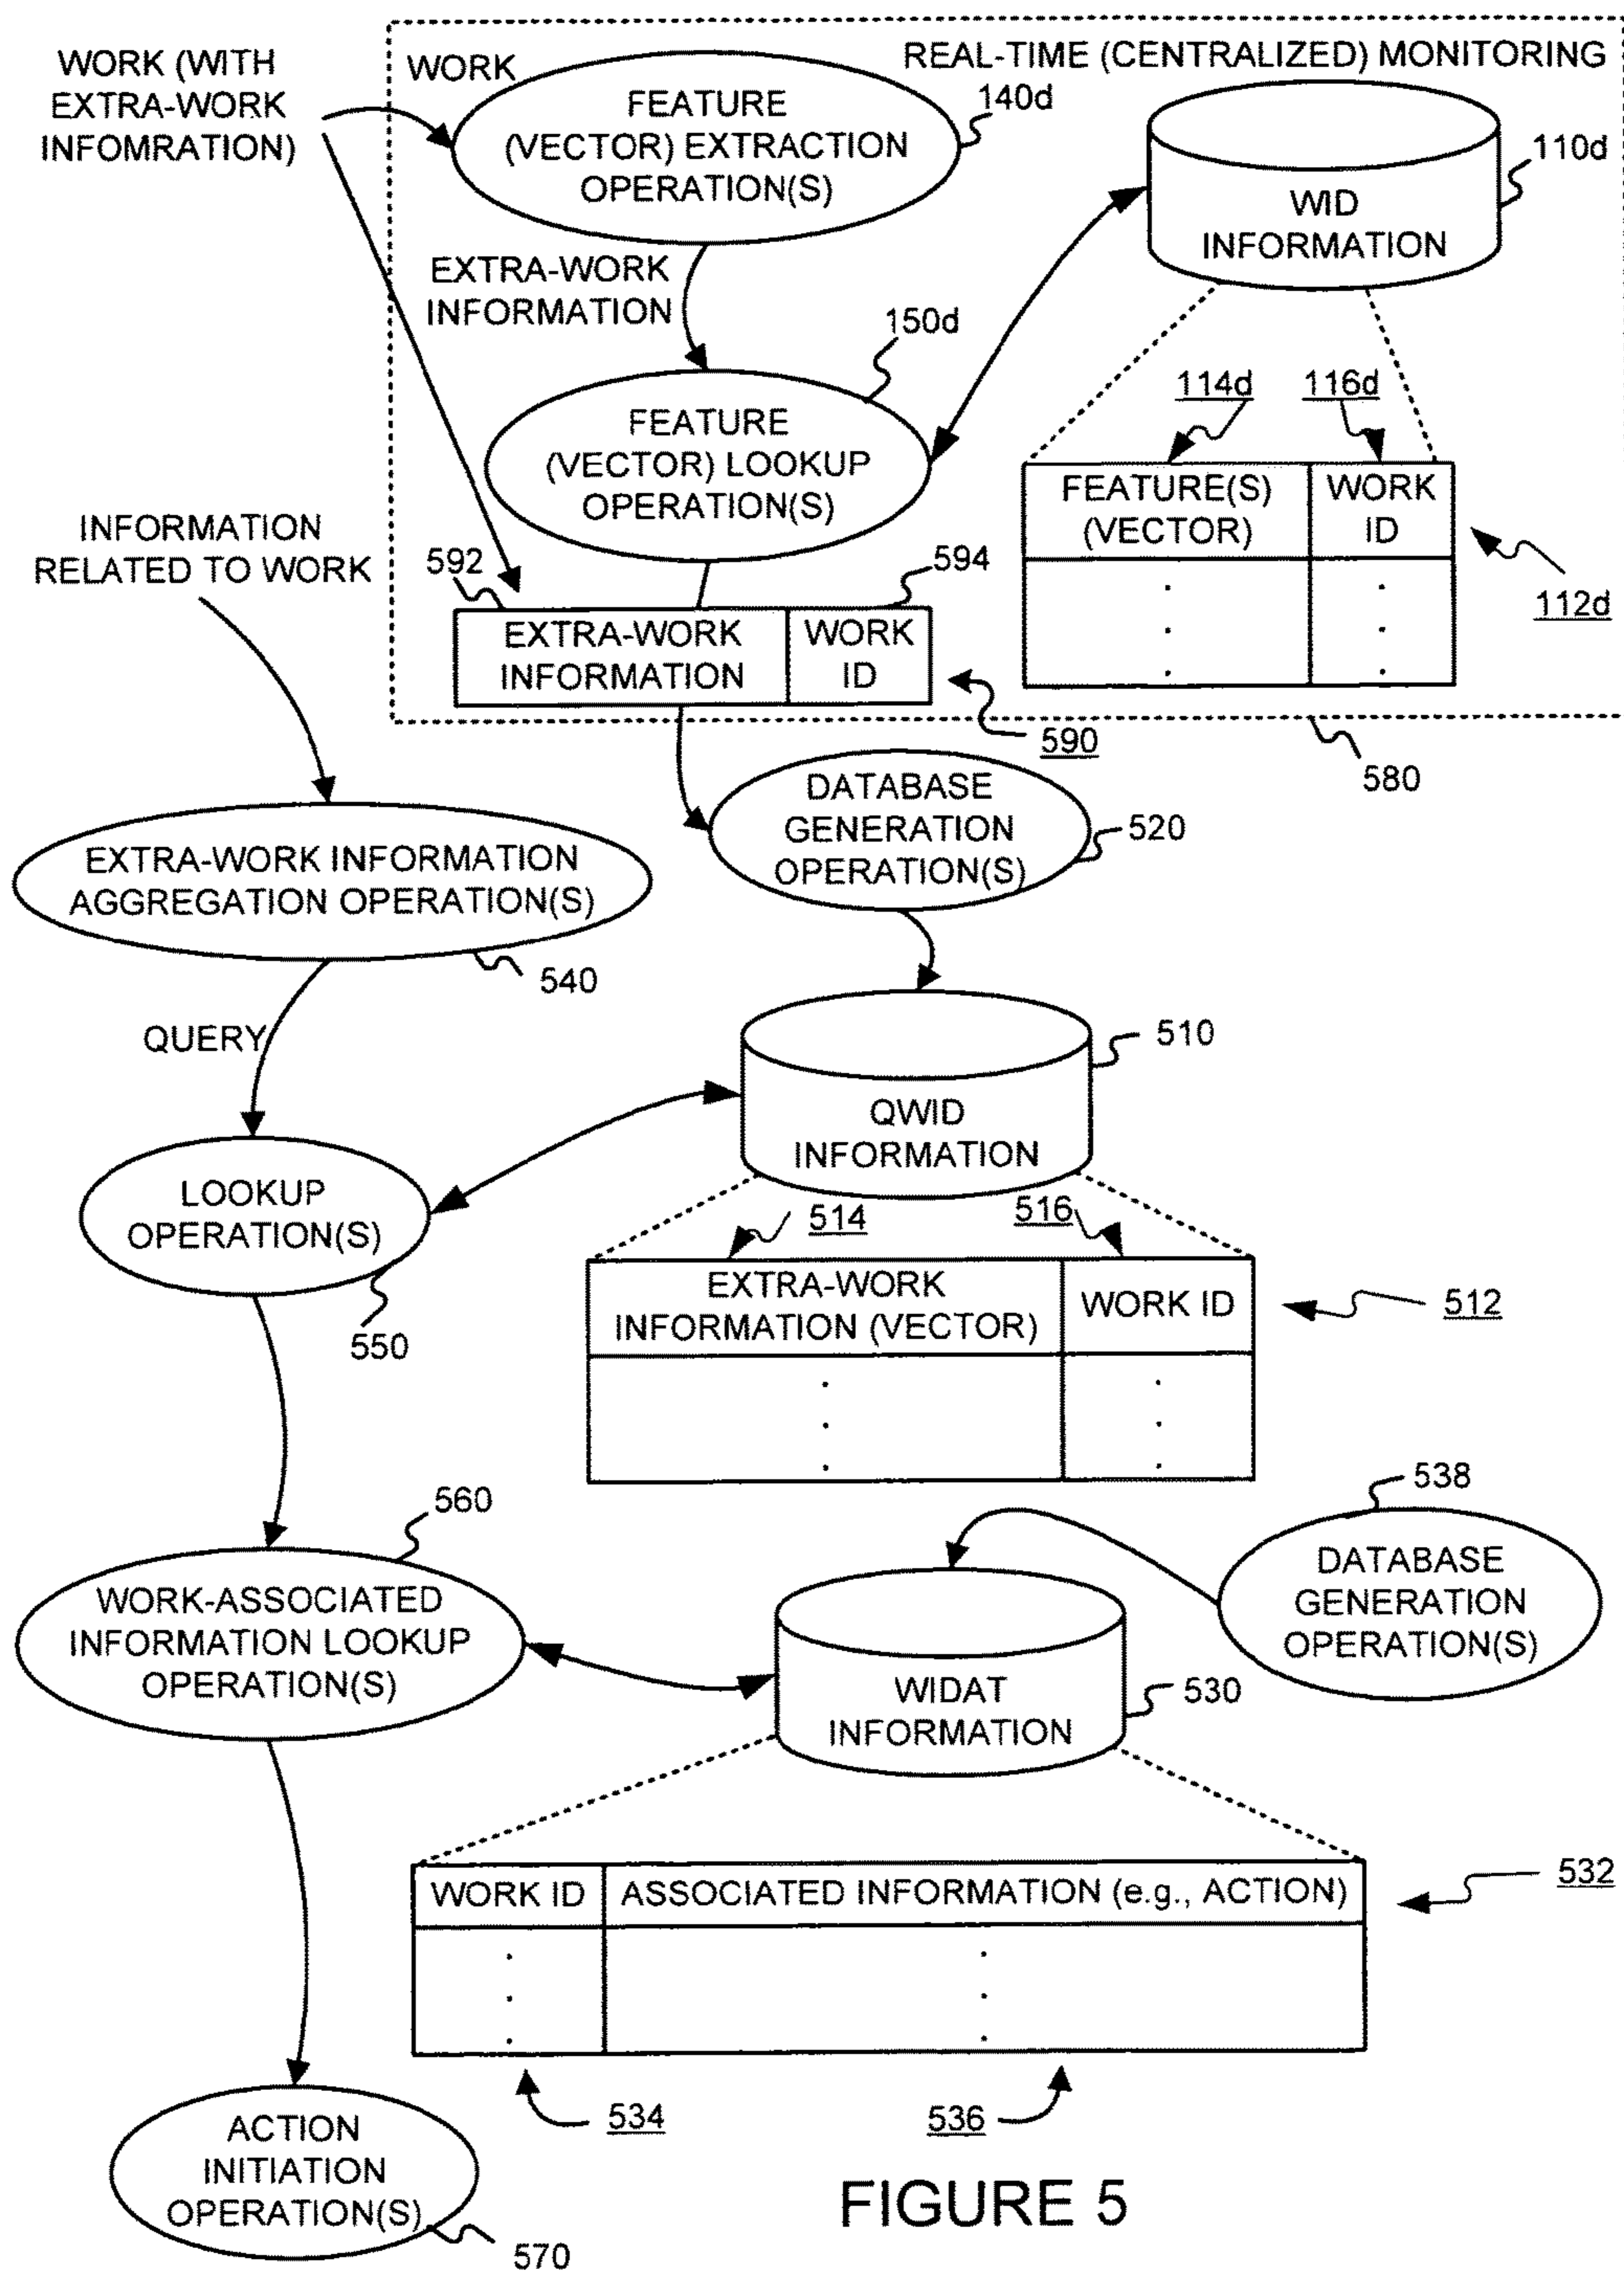 WORK (WITH
EXTRA-WORK
INFOMRATION)
WORK
REAL-TIME (CENTRALIZED) MONITORING
FEATURE
(VECTOR) EXTRACTION
OPERATION(S)
140d
WID
INFORMATION
110d
EXTRA-WORK
INFORMATION
150d
FEATURE
(VECTOR) LOOKUP
OPERATION(S)
114d
116d
FEATURE(S)
(VECTOR)
WORK
ID
112d
INFORMATION
RELATED TO WORK
592
594
EXTRA-WORK
INFORMATION
WORK
ID
590
580
DATABASE
GENERATION
OPERATION(S)
520
EXTRA-WORK INFORMATION
AGGREGATION OPERATION(S)
540
QUERY
510
QWID
INFORMATION
LOOKUP
OPERATION(S)
550
514
516
EXTRA-WORK
INFORMATION (VECTOR)
WORK ID
512
538
DATABASE
GENERATION
OPERATION(S)
560
WORK-ASSOCIATED
INFORMATION LOOKUP
OPERATION(S)
WIDAT
INFORMATION
530
WORK ID
ASSOCIATED INFORMATION (e.g., ACTION)
532
534
536
ACTION
INITIATION
OPERATION(S)
570
FIGURE 5